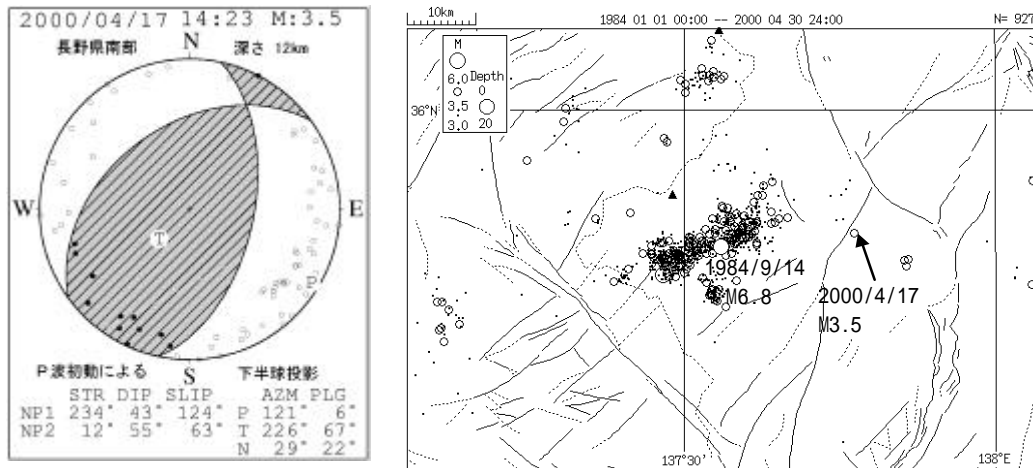 2000/04/17 14:23 M:3.5
長野県南部
深さ 12km
N
W
E
T
P
S
P波初動による
下半球投影
STR DIP SLIP AZM PLG
NP1 234° 43° 124° P 121° 6°
NP2 12° 55° 63° T 226° 67°
N 29° 22°
10km
1984 01 01 00:00 -- 2000 04 30 24:00
N= 927
M
6.0 Depth
0
3.5
3.0 20
36°N
1984/9/14
M6.8
2000/4/17
M3.5
137°30'
138°E